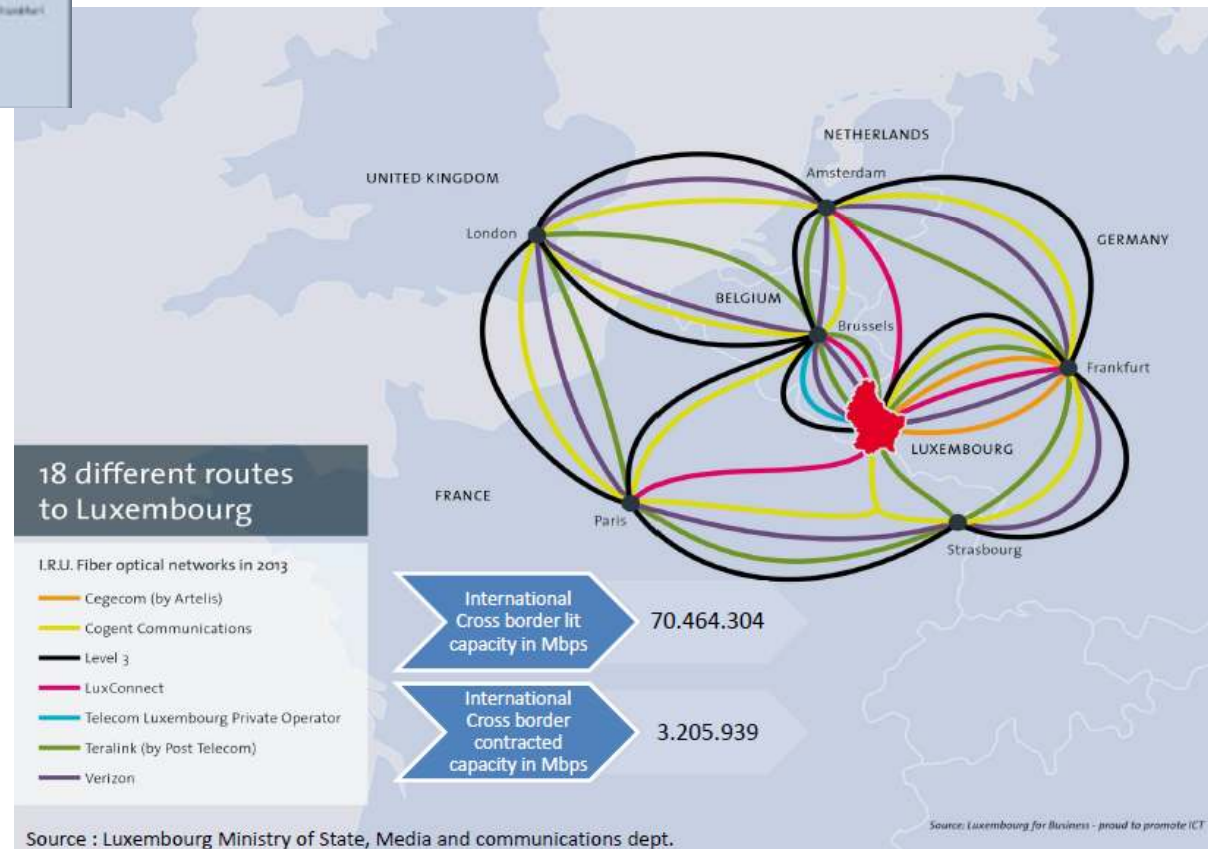 NETHERLANDS
Amsterdam
UNITED KINGDOM
London
GERMANY
BELGIUM
Brussels
Frankfurt
LUXEMBOURG
FRANCE
Paris
Strasbourg
18 different routes
to Luxembourg
I.R.U. Fiber optical networks in 2013
Cegecom (by Artelis)
Cogent Communications
Level 3
LuxConnect
Telecom Luxembourg Private Operator
Teralink (by Post Telecom)
Verizon
International
Cross border lit
capacity in Mbps
70.464.304
International
Cross border
contracted
capacity in Mbps
3.205.939
Source: Luxembourg for Business - proud to promote ICT
Source : Luxembourg Ministry of State, Media and communications dept.